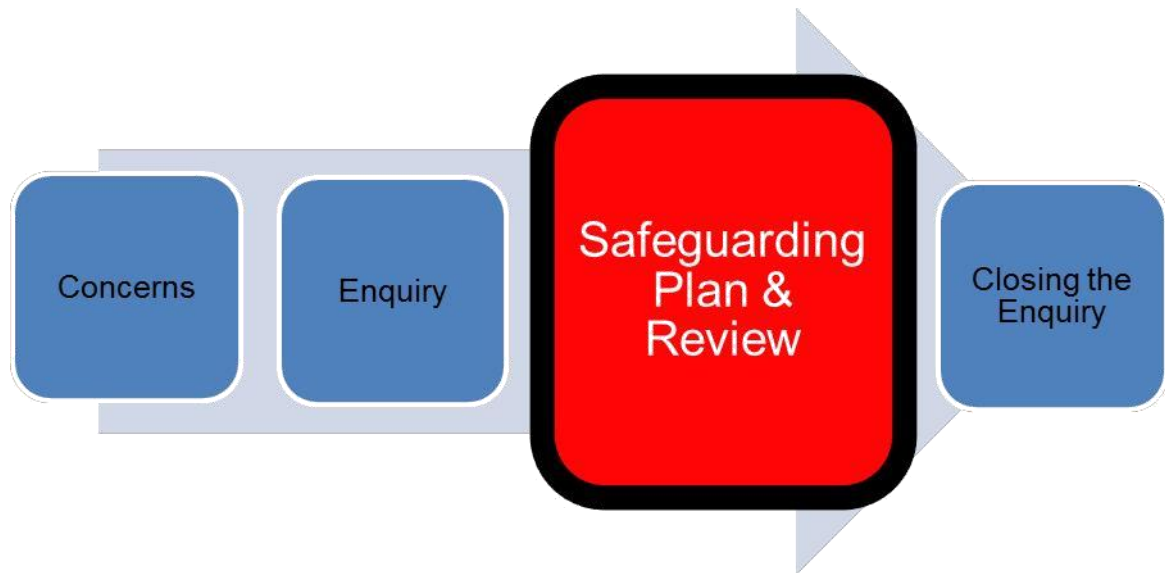 Concerns
Enquiry
Safeguarding
Plan &
Review
Closing the
Enquiry